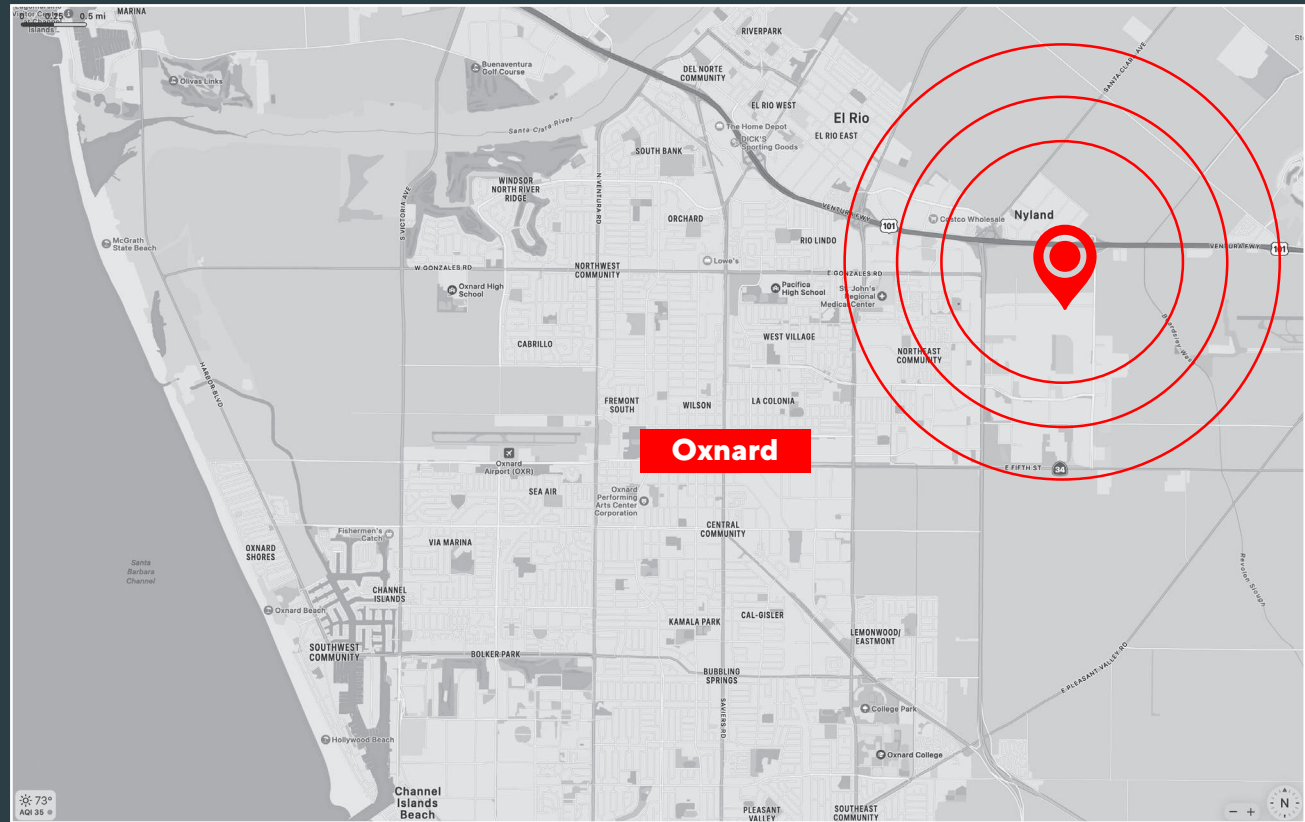 MARINA
0
0.25
0.5 mi
Islands
Olivas Links
Buenaventura
Golf Course
RIVERPARK
DEL NORTE
COMMUNITY
EL RIO WEST
El Rio
EL RIO EAST
The Home Depot
DICK'S
Sporting Goods
SANTA CLARA AVE
Santa Clara River
SOUTH BANK
WINDSOR
NORTH RIVER
RIDGE
N VENTURA RD
S VICTORIA AVE
ORCHARD
VENTURA FWY
101
Costco Wholesale
Nyland
VENTURA FWY
101
RIO LINDO
McGrath
State Beach
W GONZALES RD
NORTHWEST
COMMUNITY
Lowe's
E GONZALES RD
Oxnard High
School
Pacifica
High School
St. John's
Regional
Medical Center
CABRILLO
WEST VILLAGE
NORTHEAST
COMMUNITY
HARBOR BLVD
FREMONT
SOUTH
WILSON
LA COLONIA
Oxnard
Oxnard
Airport (OXR)
E FIFTH ST
34
SEA AIR
Oxnard
Performing
Arts Center
Corporation
Fishermen's
Catch
VIA MARINA
CENTRAL
COMMUNITY
OXNARD
SHORES
Santa
Barbara
Channel
CHANNEL
ISLANDS
Revolon Slough
Oxnard Beach
KAMALA PARK
CAL-GISLER
LEMONWOOD/
EASTMONT
SOUTHWEST
COMMUNITY
BOLKER PARK
BUBBLING
SPRINGS
E PLEASANT VALLEY RD
SAVIERS RD
College Park
Hollywood Beach
Oxnard College
73°
AQI 35
Channel
Islands
Beach
PLEASANT
VALLEY
SOUTHEAST
COMMUNITY
N